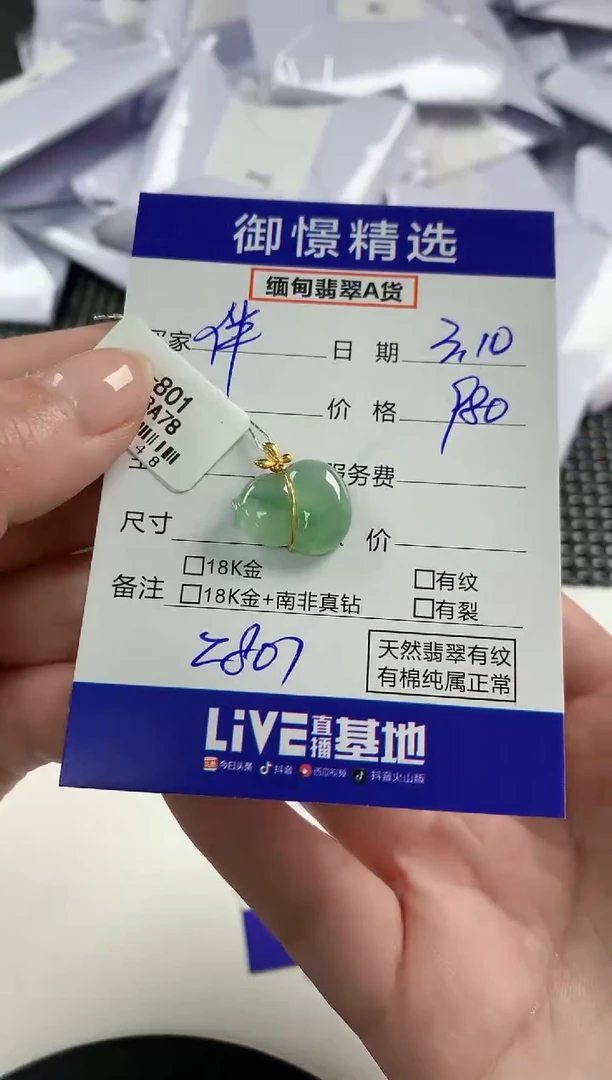 御憬精选
缅甸翡翠A货
家 伴 日 期 3.10
价 格 980
-801
A78
4 8
服务费
尺寸 价
备注 □18K金 □有纹
□18K金+南非真钻 □有裂
2807
天然翡翠有纹
有棉纯属正常
LiVE直播基地
今日头条 抖音 西瓜视频 抖音火山版